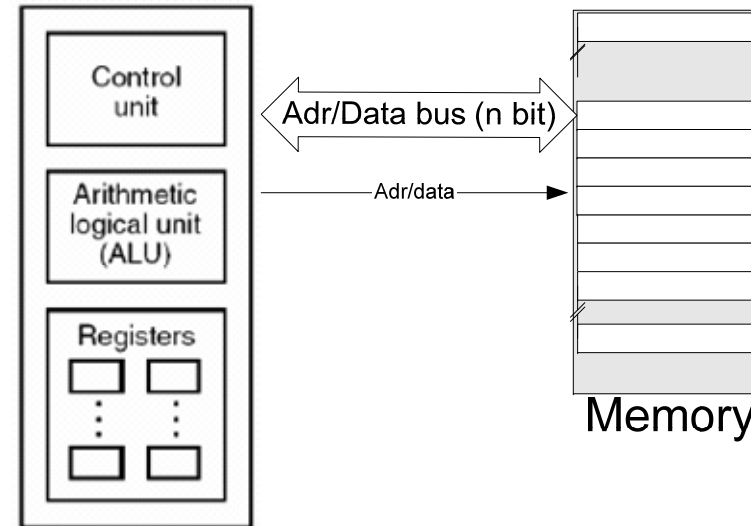 Control
unit
Arithmetic
logical unit
(ALU)
Registers
Adr/Data bus (n bit)
Adr/data
Memory